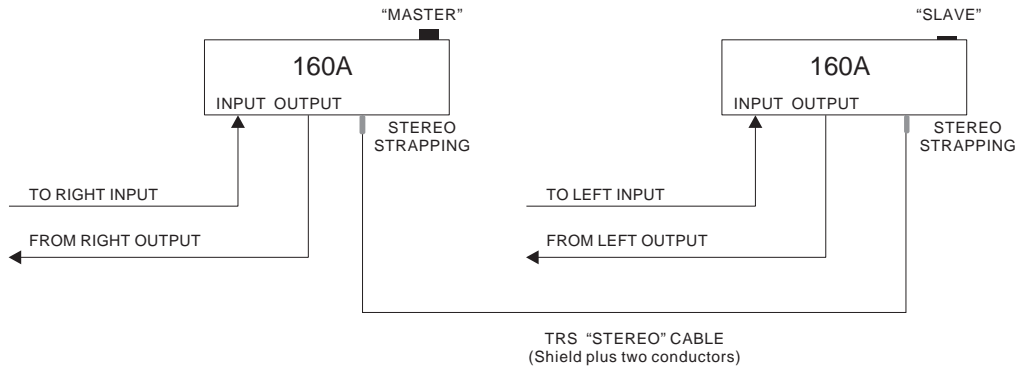 “MASTER”
“SLAVE”
160A
160A
INPUT OUTPUT
INPUT OUTPUT
STEREO
STRAPPING
STEREO
STRAPPING
TO RIGHT INPUT
TO LEFT INPUT
FROM RIGHT OUTPUT
FROM LEFT OUTPUT
TRS “STEREO” CABLE
(Shield plus two conductors)